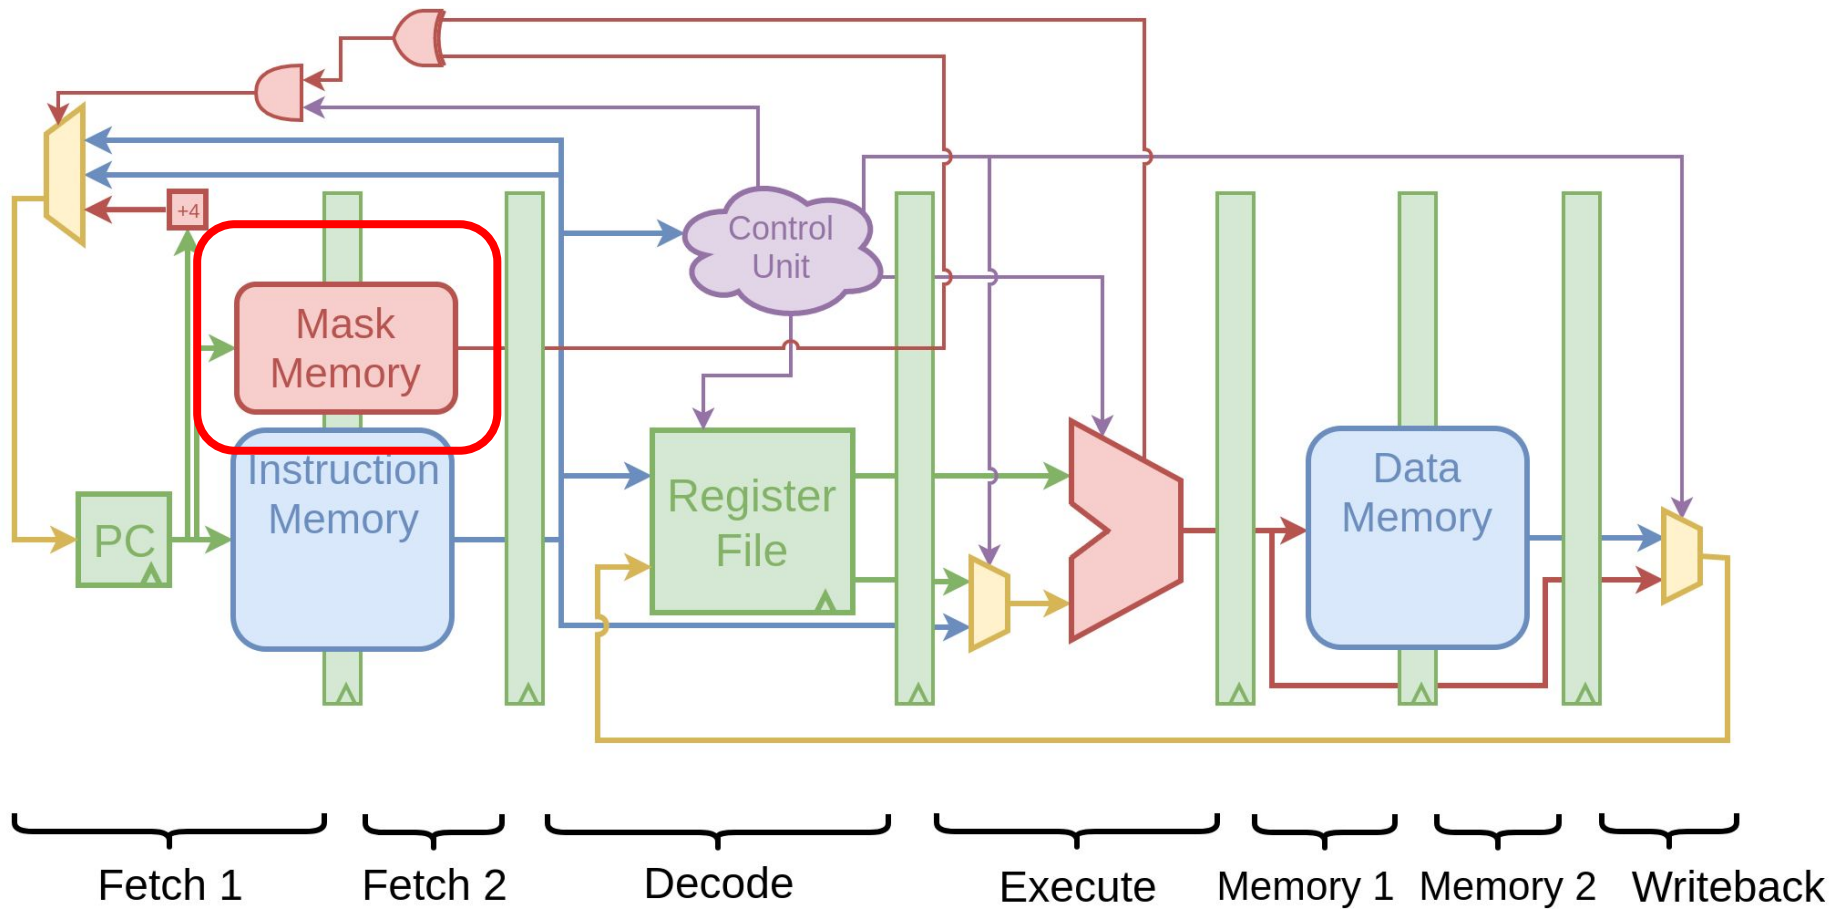 +4
Control
Unit
Mask
Memory
Instruction
Memory
PC
Register
File
Data
Memory
Fetch 1
Fetch 2
Decode
Execute
Memory 1
Memory 2
Writeback